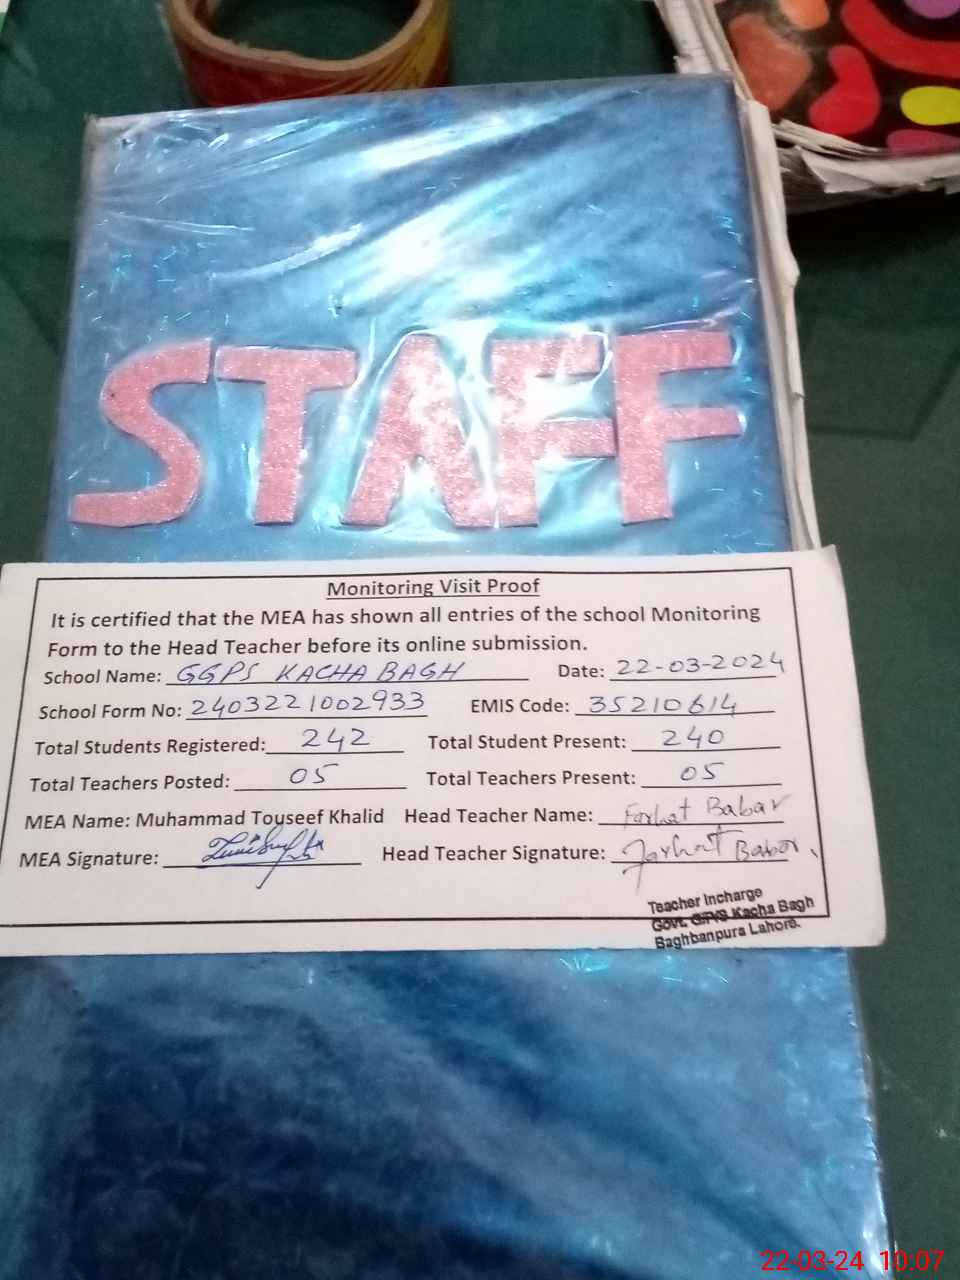 STAFF
Monitoring Visit Proof
It is certified that the MEA has shown all entries of the school Monitoring
Form to the Head Teacher before its online submission.
School Name: GGPS KACHA BAGH Date: 22-03-2024
School Form No: 2403221002933 EMIS Code: 35210614
Total Students Registered: 242 Total Student Present: 240
Total Teachers Posted: 05 Total Teachers Present: 05
MEA Name: Muhammad Touseef Khalid Head Teacher Name: Farhat Babar
MEA Signature: Head Teacher Signature: Farhat Babar
Teacher Incharge
Govt. G/P/S Kacha Bagh
Baghbanpura Lahore.
22-03-24 10:07